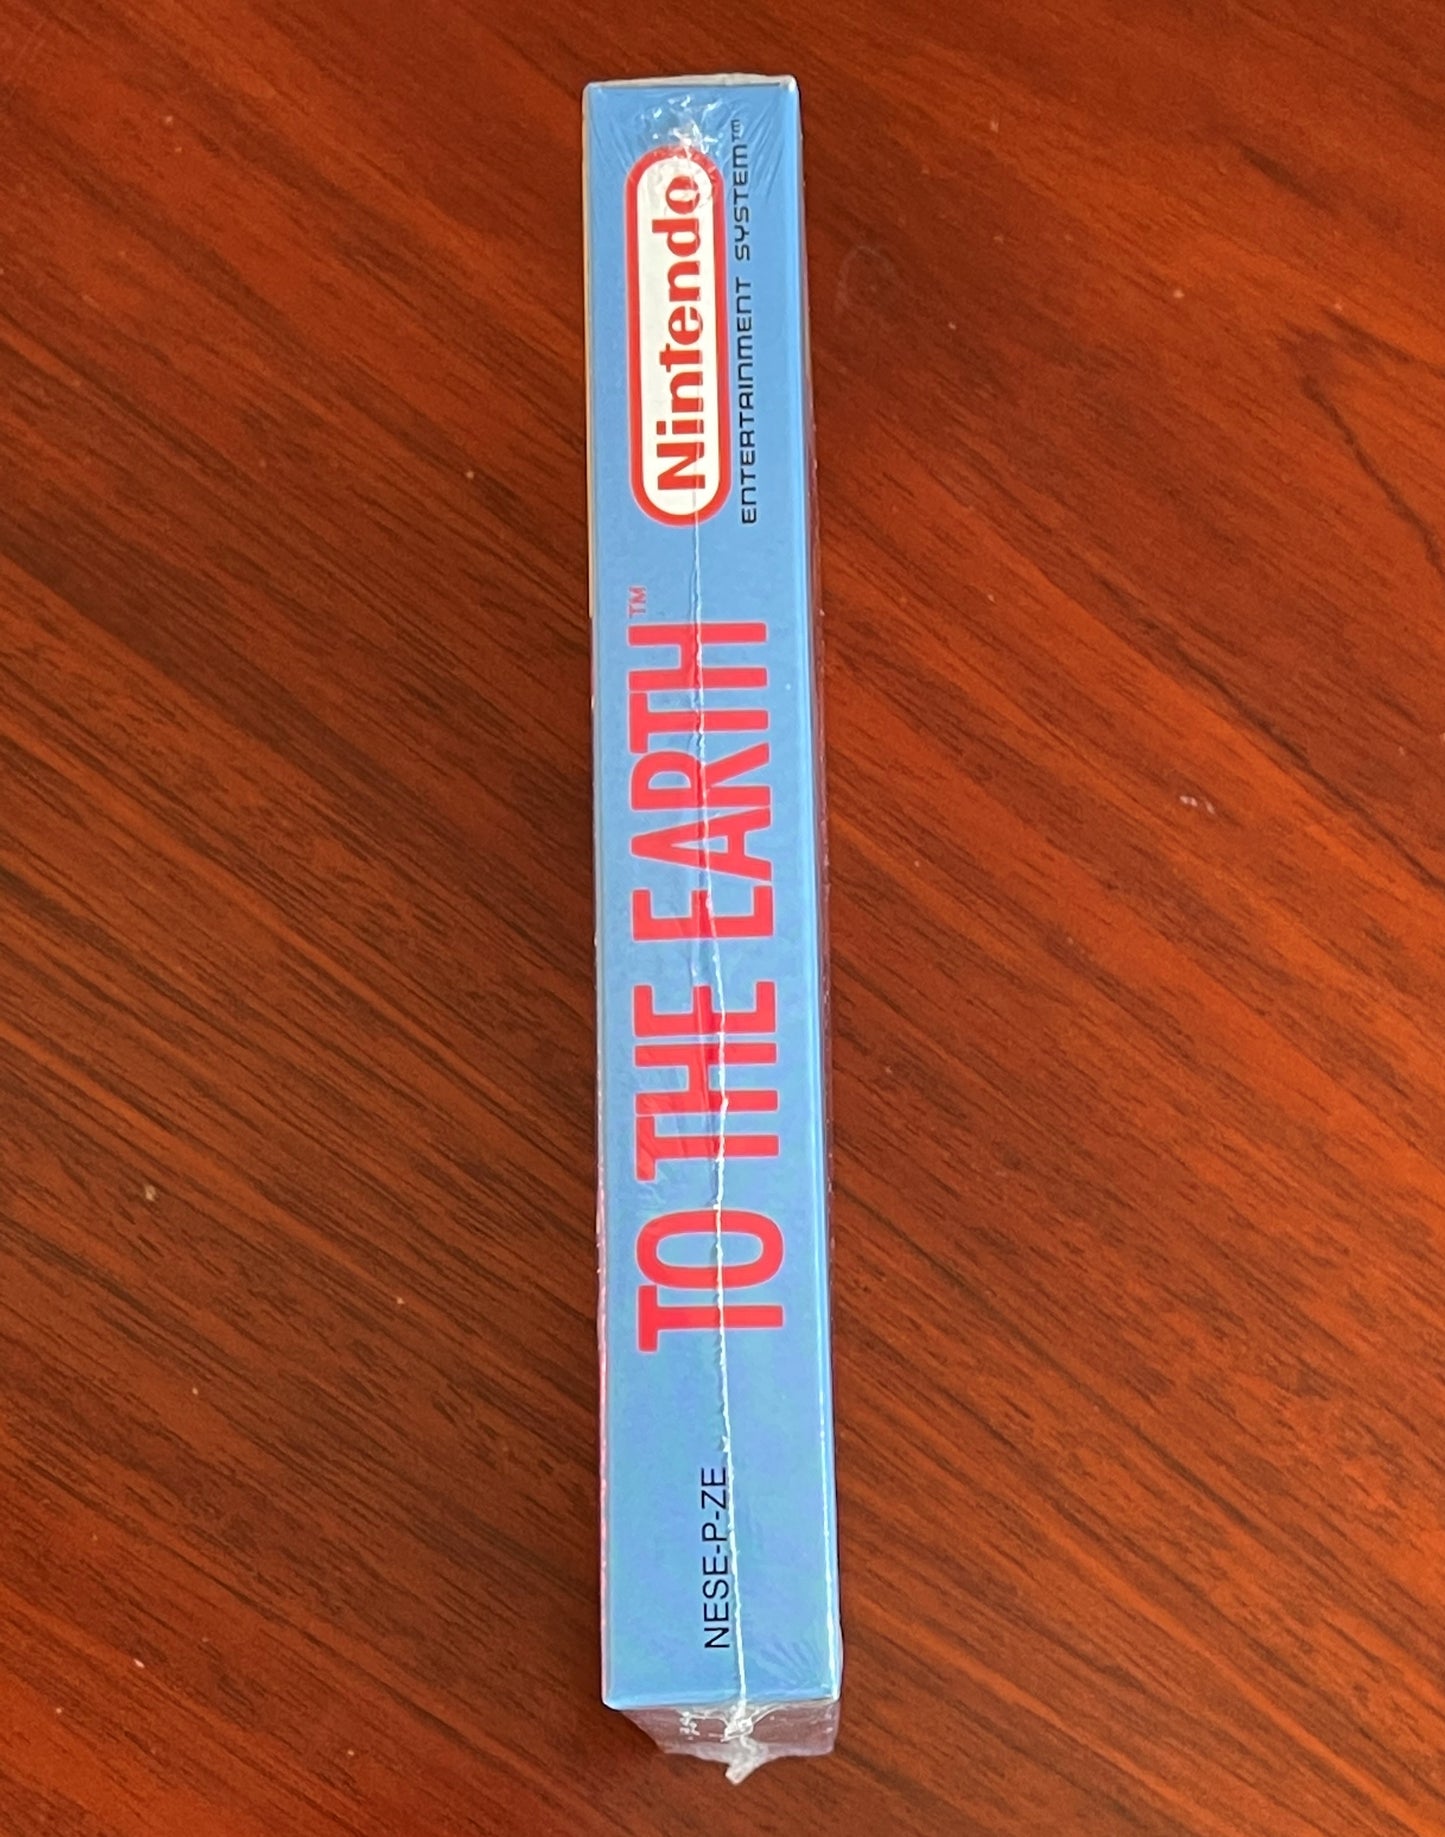 NESE-P-ZE
TO THE EARTH™
Nintendo
ENTERTAINMENT SYSTEM™